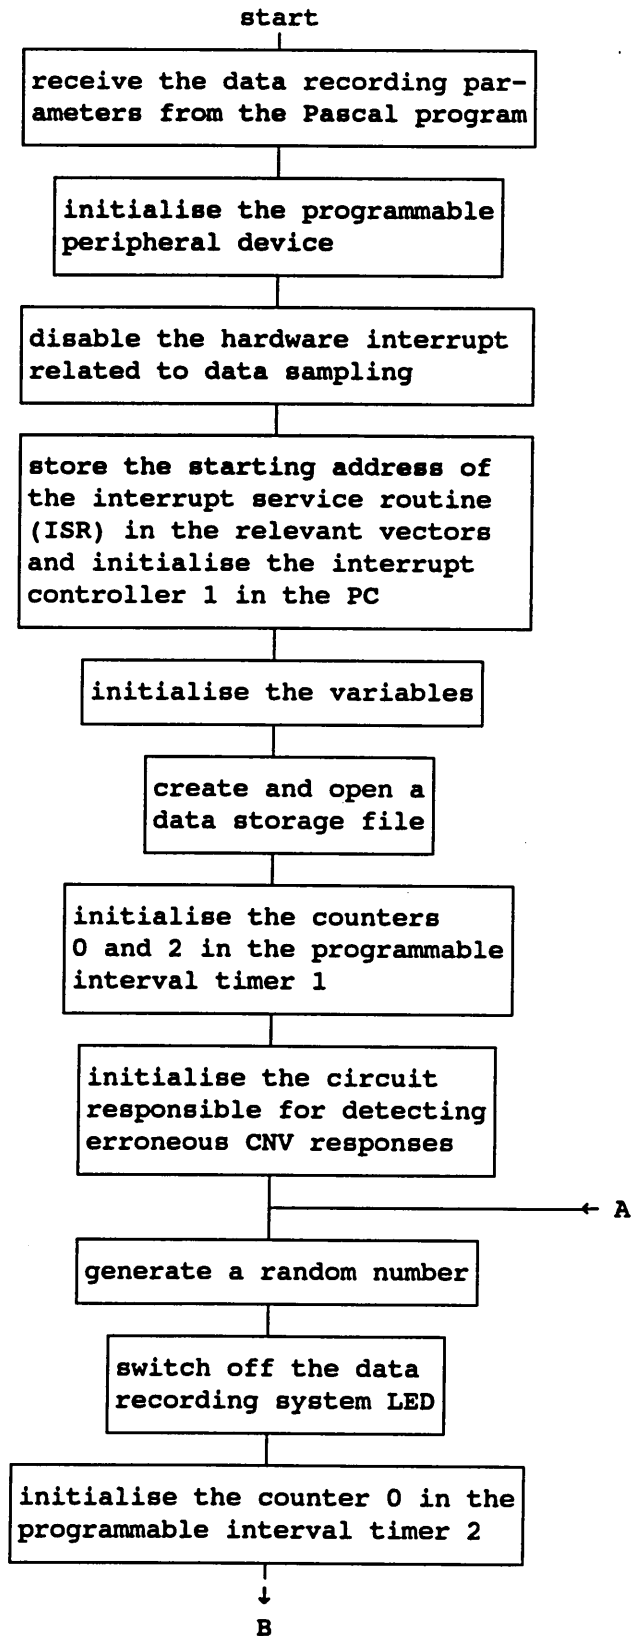 start
receive the data recording par-
ameters from the Pascal program
initialise the programmable
peripheral device
disable the hardware interrupt
related to data sampling
store the starting address of
the interrupt service routine
(ISR) in the relevant vectors
and initialise the interrupt
controller 1 in the PC
initialise the variables
create and open a
data storage file
initialise the counters
0 and 2 in the programmable
interval timer 1
initialise the circuit
responsible for detecting
erroneous CNV responses
A
generate a random number
switch off the data
recording system LED
initialise the counter 0 in the
programmable interval timer 2
B